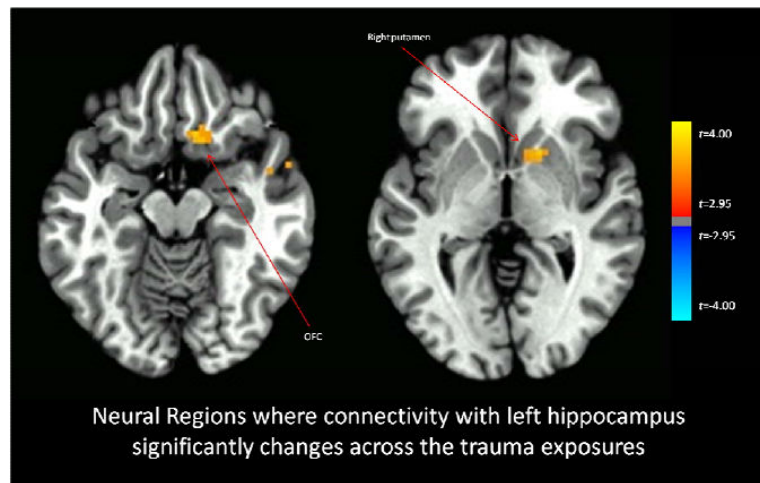 Right putamen
t=4.00
t=2.95
t=-2.95
t=-4.00
OFC
Neural Regions where connectivity with left hippocampus
significantly changes across the trauma exposures